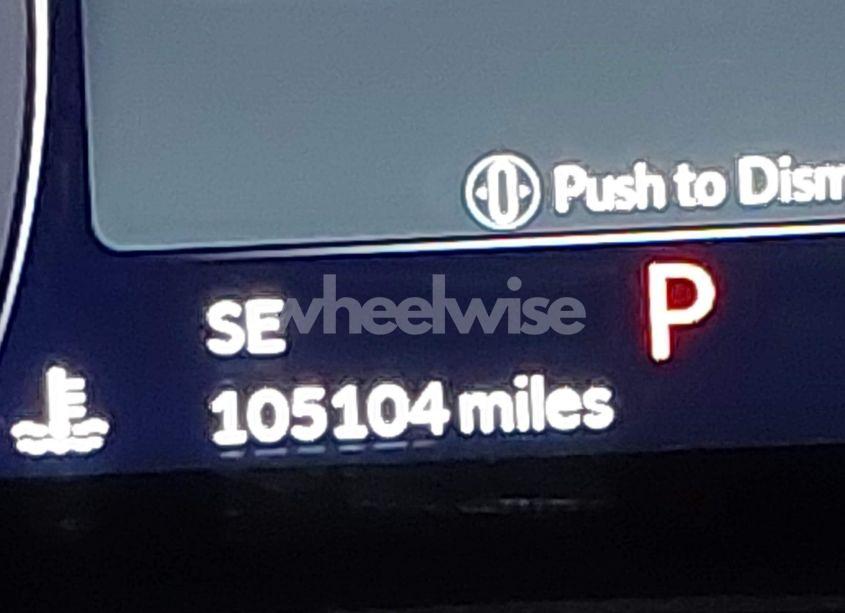 Push to Dism
P
SE
wheelwise
105104 miles